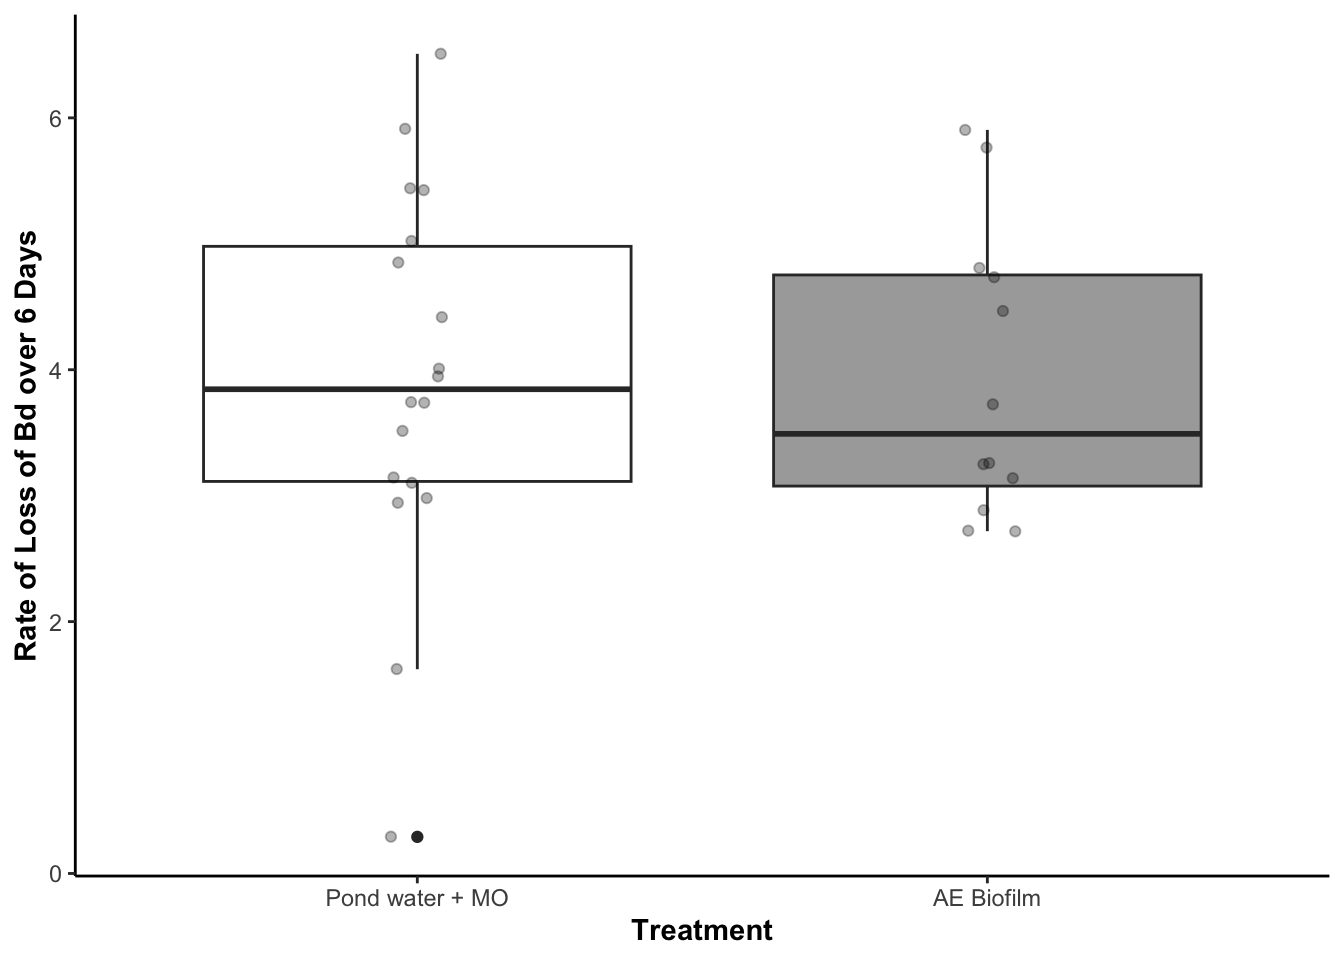 Rate of Loss of Bd over 6 Days
6
4
2
0
Pond water + MO
AE Biofilm
Treatment